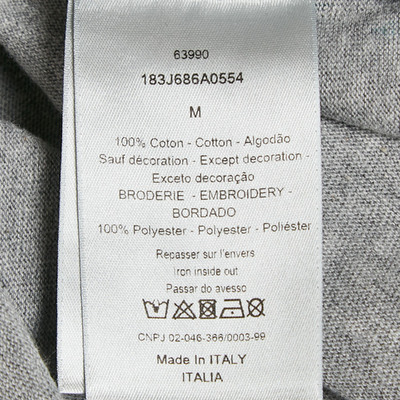 63990
183J686A0554
M
100% Coton - Cotton - Algodão
Sauf décoration - Except decoration -
Exceto decoração
BRODERIE - EMBROIDERY -
BORDADO
100% Polyester - Polyester - Poliéster
Repasser sur l'envers
Iron inside out
Passar do avesso
CNPJ 02-046-366/0003-99
Made In ITALY
ITALIA